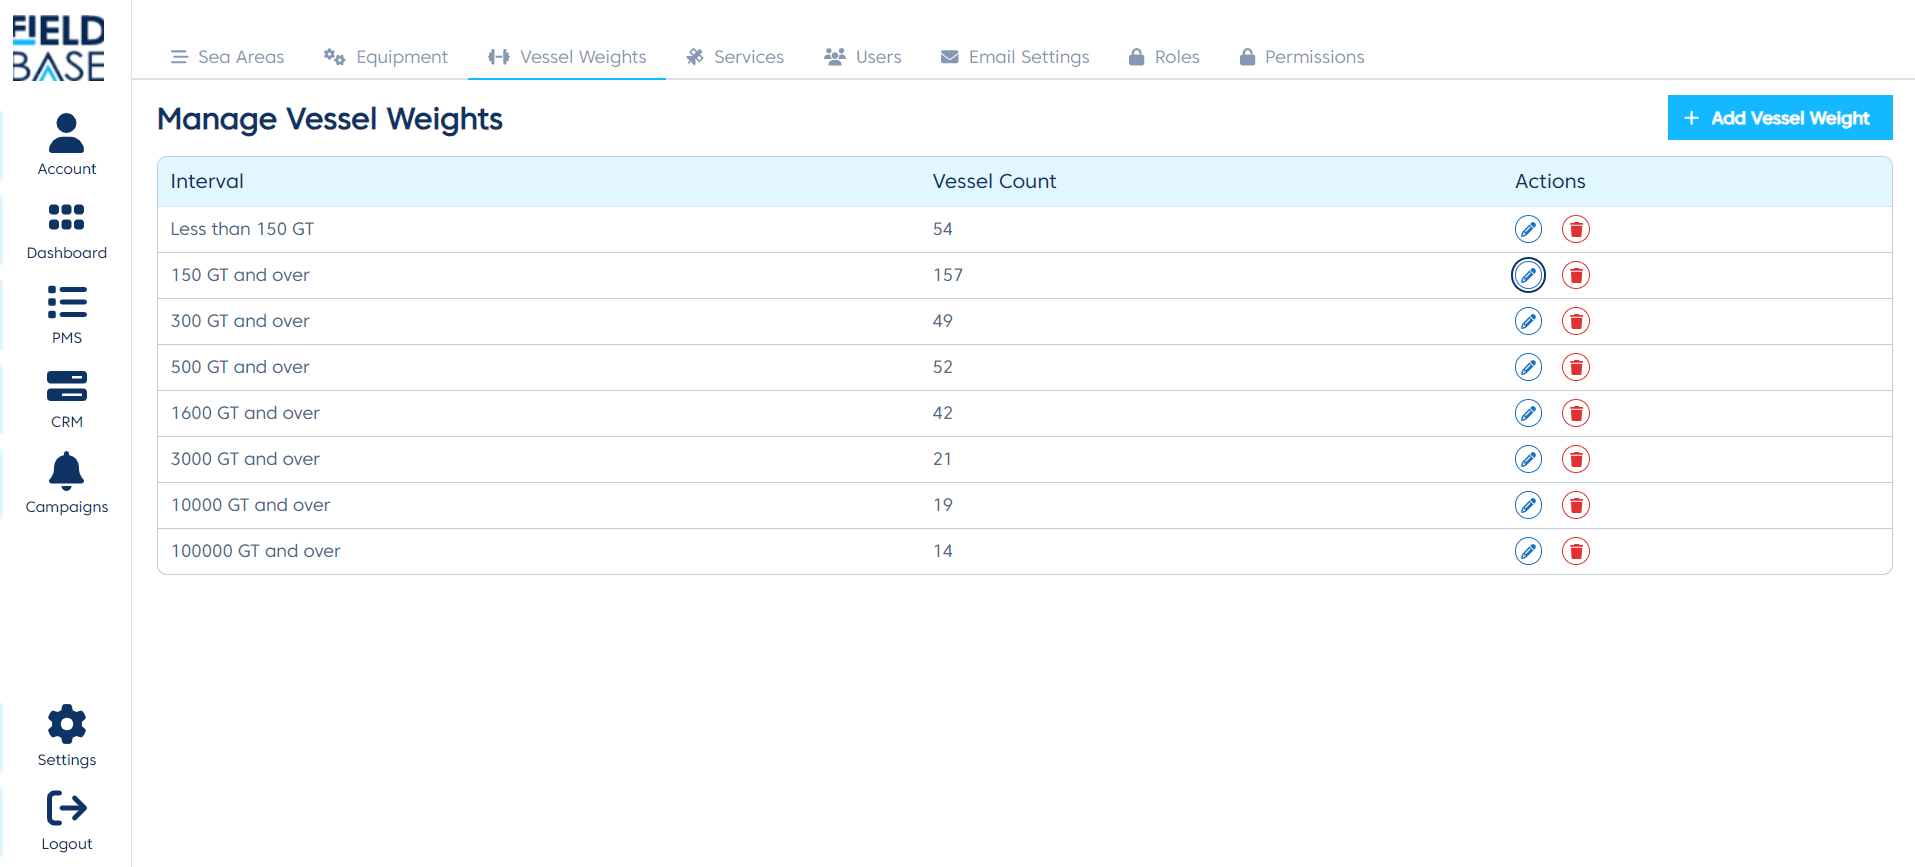 FIELD
BASE
Sea Areas Equipment Vessel Weights Services Users Email Settings Roles Permissions
Manage Vessel Weights
+ Add Vessel Weight
Account
Dashboard
PMS
CRM
Campaigns
Settings
Logout
Interval Vessel Count Actions
Less than 150 GT 54
150 GT and over 157
300 GT and over 49
500 GT and over 52
1600 GT and over 42
3000 GT and over 21
10000 GT and over 19
100000 GT and over 14